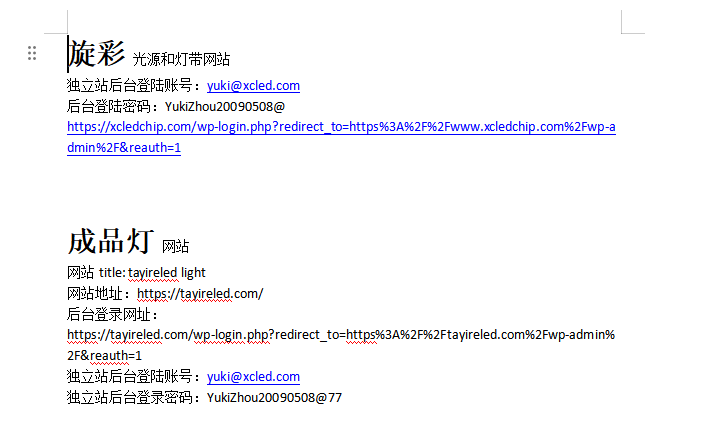 旋彩 光源和灯带网站
独立站后台登陆账号：yuki@xcled.com
后台登陆密码：YukiZhou20090508@
https://xcledchip.com/wp-login.php?redirect_to=https%3A%2F%2Fwww.xcledchip.com%2Fwp-a
dmin%2F&reauth=1
成品灯 网站
网站 title: tayireled light
网站地址：https://tayireled.com/
后台登录网址：
https://tayireled.com/wp-login.php?redirect_to=https%3A%2F%2Ftayireled.com%2Fwp-admin%
2F&reauth=1
独立站后台登陆账号：yuki@xcled.com
独立站后台登录密码：YukiZhou20090508@77